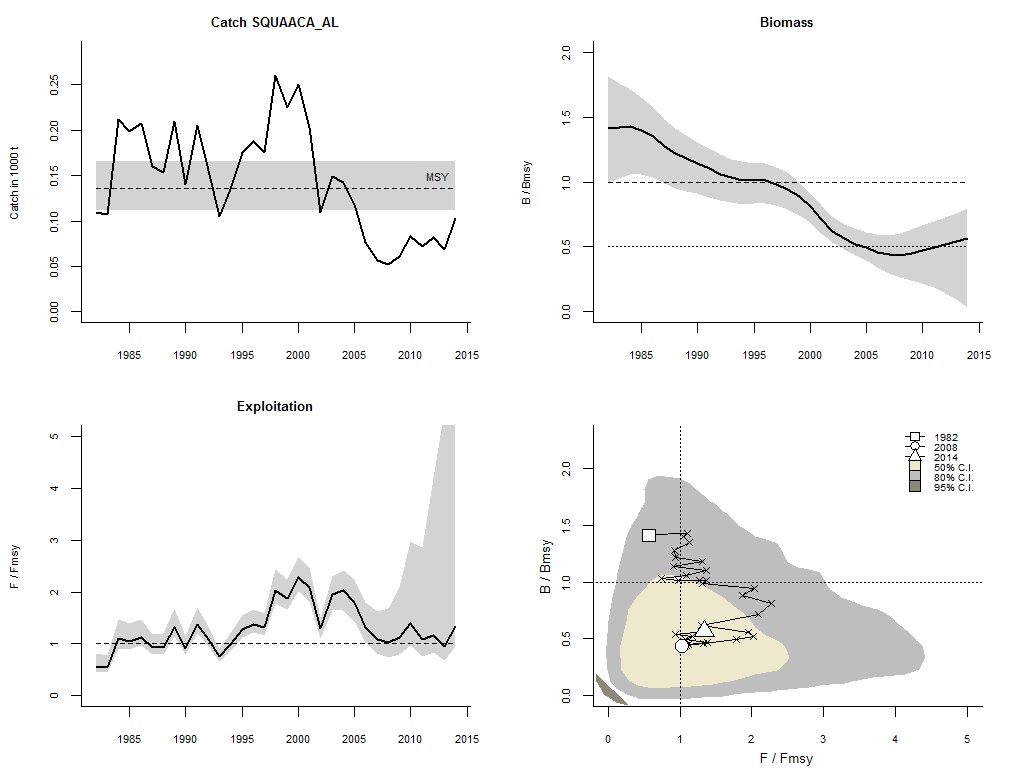 Catch SQUAACA_AL
Catch in 1000 t
0.00 0.05 0.10 0.15 0.20 0.25
MSY
1985 1990 1995 2000 2005 2010 2015
Biomass
B / Bmsy
0.0 0.5 1.0 1.5 2.0
1985 1990 1995 2000 2005 2010 2015
Exploitation
F / Fmsy
0 1 2 3 4 5
1985 1990 1995 2000 2005 2010 2015
B / Bmsy
0.0 0.5 1.0 1.5 2.0
1982
2008
2014
50% C.I.
80% C.I.
95% C.I.
0 1 2 3 4 5
F / Fmsy